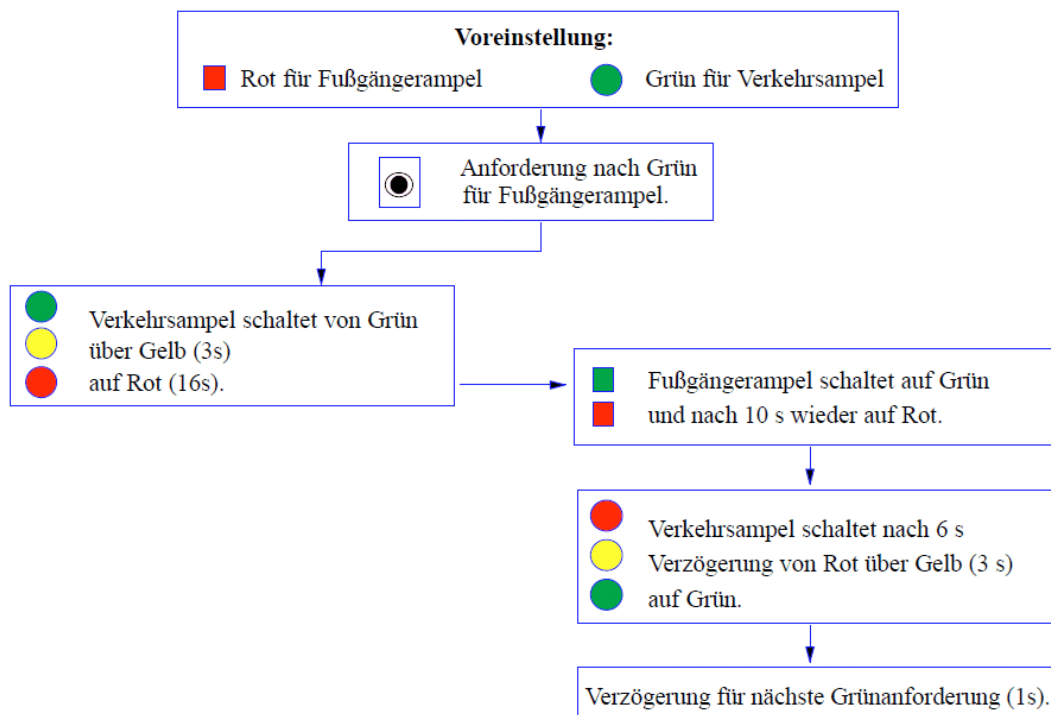 Voreinstellung:
Rot für Fußgängerampel
Grün für Verkehrsampel
Anforderung nach Grün
für Fußgängerampel.
Verkehrsampel schaltet von Grün
über Gelb (3s)
auf Rot (16s).
Fußgängerampel schaltet auf Grün
und nach 10 s wieder auf Rot.
Verkehrsampel schaltet nach 6 s
Verzögerung von Rot über Gelb (3 s)
auf Grün.
Verzögerung für nächste Grünanforderung (1s).